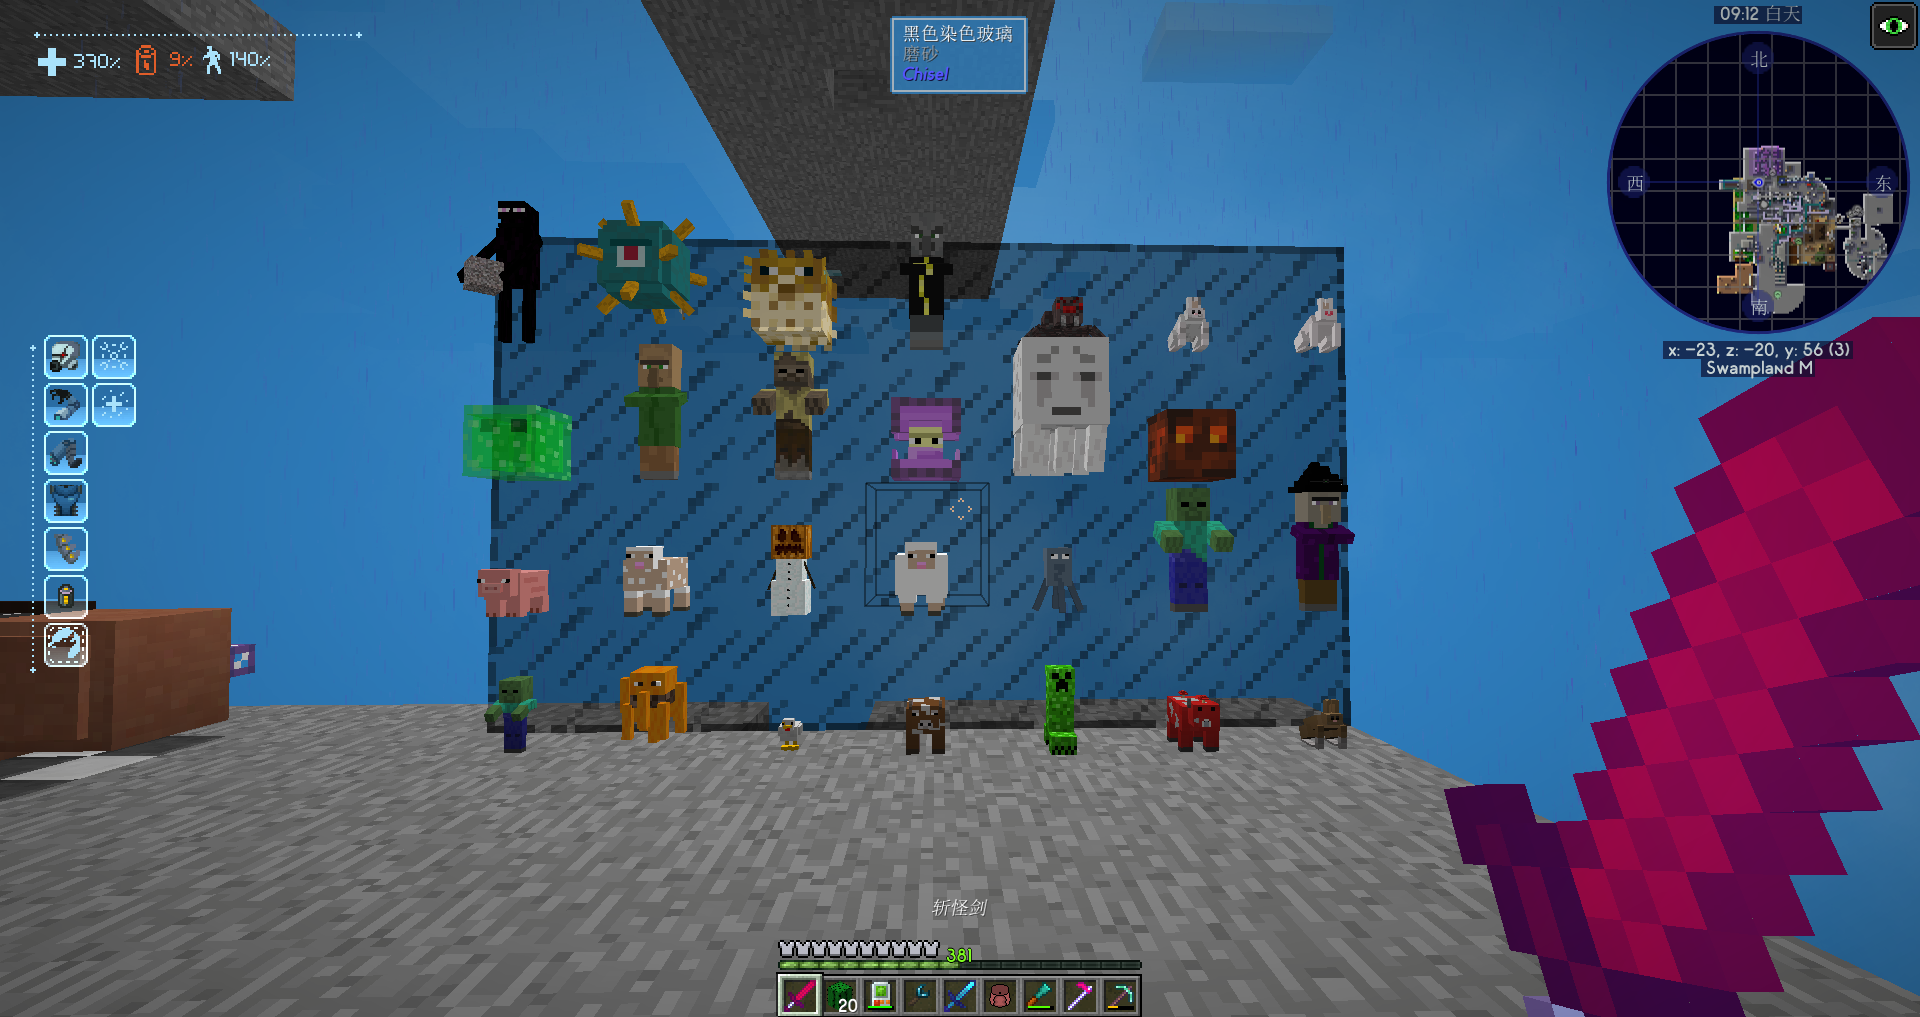 370%
9%
140%
黑色染色玻璃
磨砂
Chisel
09:12 白天
北
西
东
南
x: -23, z: -20, y: 56 (3)
Swampland M
斩怪剑
381
20